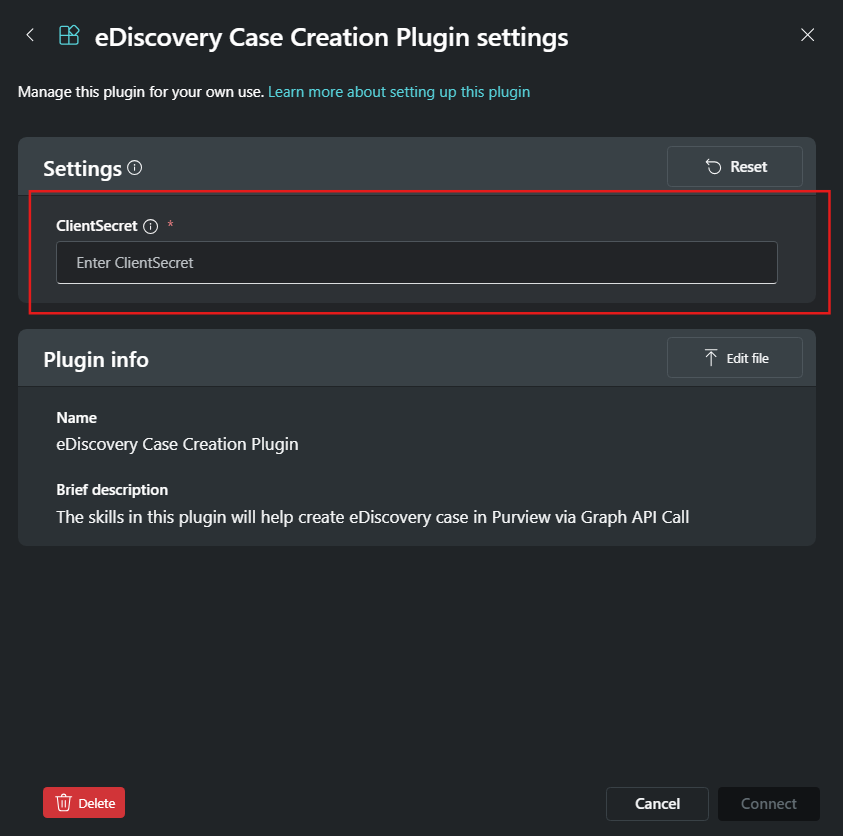 eDiscovery Case Creation Plugin settings
Manage this plugin for your own use. Learn more about setting up this plugin
Settings
Reset
ClientSecret *
Enter ClientSecret
Plugin info
Edit file
Name
eDiscovery Case Creation Plugin
Brief description
The skills in this plugin will help create eDiscovery case in Purview via Graph API Call
Delete
Cancel
Connect